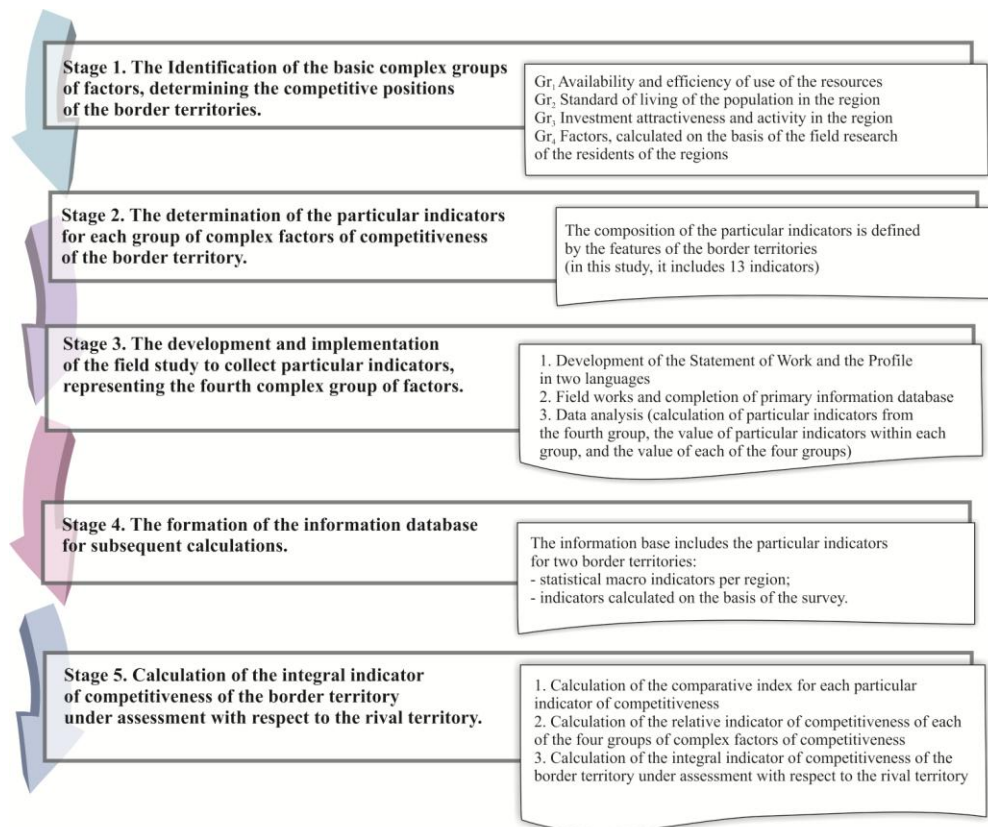 Stage 1. The Identification of the basic complex groups
of factors, determining the competitive positions
of the border territories.
Gr₁ Availability and efficiency of use of the resources
Gr₂ Standard of living of the population in the region
Gr₃ Investment attractiveness and activity in the region
Gr₄ Factors, calculated on the basis of the field research
of the residents of the regions
Stage 2. The determination of the particular indicators
for each group of complex factors of competitiveness
of the border territory.
The composition of the particular indicators is defined
by the features of the border territories
(in this study, it includes 13 indicators)
Stage 3. The development and implementation
of the field study to collect particular indicators,
representing the fourth complex group of factors.
1. Development of the Statement of Work and the Profile
in two languages
2. Field works and completion of primary information database
3. Data analysis (calculation of particular indicators from
the fourth group, the value of particular indicators within each
group, and the value of each of the four groups)
Stage 4. The formation of the information database
for subsequent calculations.
The information base includes the particular indicators
for two border territories:
- statistical macro indicators per region;
- indicators calculated on the basis of the survey.
Stage 5. Calculation of the integral indicator
of competitiveness of the border territory
under assessment with respect to the rival territory.
1. Calculation of the comparative index for each particular
indicator of competitiveness
2. Calculation of the relative indicator of competitiveness of each
of the four groups of complex factors of competitiveness
3. Calculation of the integral indicator of competitiveness of the
border territory under assessment with respect to the rival territory